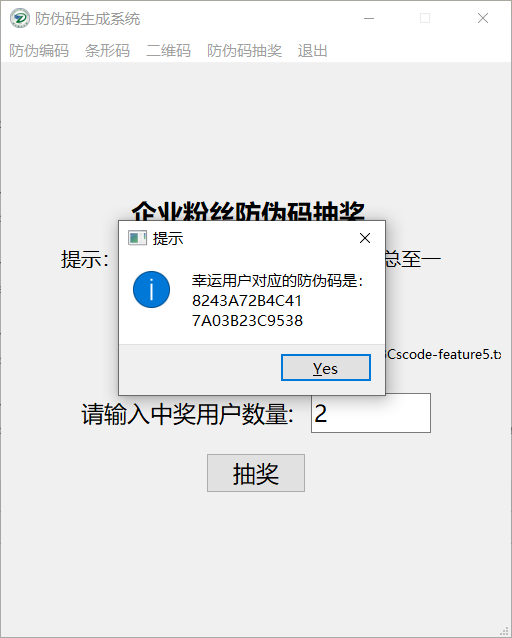 防伪码生成系统
防伪编码 条形码 二维码 防伪码抽奖 退出
企业粉丝防伪码抽奖
提示：
总至一
提示
幸运用户对应的防伪码是：
8243A72B4C41
7A03B23C9538
Yes
Cscode-feature5.tx
请输入中奖用户数量: 2
抽奖